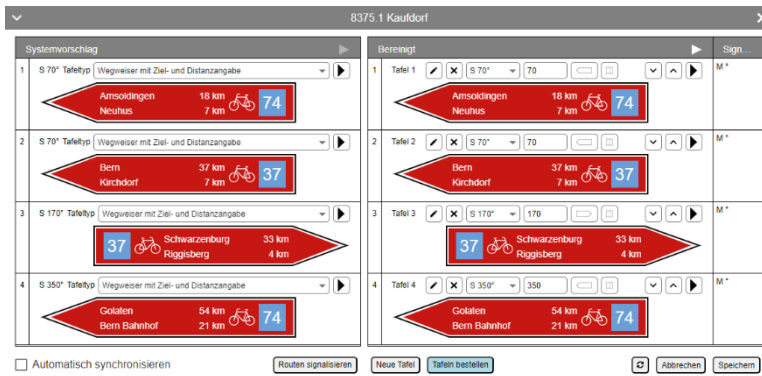 8375.1 Kaufdorf
Systemvorschlag
1 S 70° Tafeltyp Wegweiser mit Ziel- und Distanzangabe
Amsoldingen 18 km
Neuhus 7 km
74
2 S 70° Tafeltyp Wegweiser mit Ziel- und Distanzangabe
Bern 37 km
Kirchdorf 7 km
37
3 S 170° Tafeltyp Wegweiser mit Ziel- und Distanzangabe
37
Schwarzenburg 33 km
Riggisberg 4 km
4 S 350° Tafeltyp Wegweiser mit Ziel- und Distanzangabe
Golaten 54 km
Bern Bahnhof 21 km
74
Bereinigt Sign...
1 Tafel 1 S 70° 70 M *
Amsoldingen 18 km
Neuhus 7 km
74
2 Tafel 2 S 70° 70 M *
Bern 37 km
Kirchdorf 7 km
37
3 Tafel 3 S 170° 170 M *
37
Schwarzenburg 33 km
Riggisberg 4 km
4 Tafel 4 S 350° 350 M *
Golaten 54 km
Bern Bahnhof 21 km
74
Automatisch synchronisieren Routen signalisieren Neue Tafel Tafeln bestellen Abbrechen Speichern